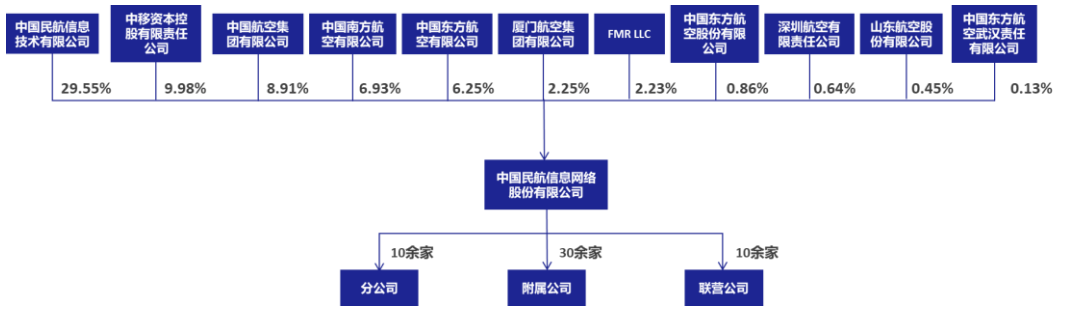 中国民航信息
技术有限公司
中移资本控
股有限责任
公司
中国航空集
团有限公司
中国南方航
空有限公司
中国东方航
空有限公司
厦门航空集
团有限公司
FMR LLC
中国东方航
空股份有限
公司
深圳航空有
限责任公司
山东航空股
份有限公司
中国东方航
空武汉责任
有限公司
29.55%
9.98%
8.91%
6.93%
6.25%
2.25%
2.23%
0.86%
0.64%
0.45%
0.13%
中国民航信息网络
股份有限公司
10余家
30余家
10余家
分公司
附属公司
联营公司